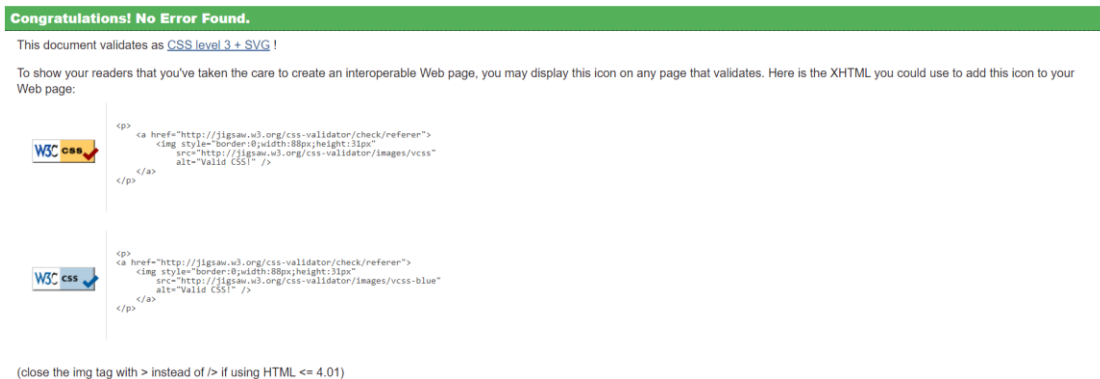 Congratulations! No Error Found.
This document validates as CSS level 3 + SVG !
To show your readers that you've taken the care to create an interoperable Web page, you may display this icon on any page that validates. Here is the XHTML you could use to add this icon to your
Web page:
W3C css
<p>
    <a href="http://jigsaw.w3.org/css-validator/check/referer">
        <img style="border:0;width:88px;height:31px"
            src="http://jigsaw.w3.org/css-validator/images/vcss"
            alt="Valid CSS!" />
    </a>
</p>
W3C css
<p>
<a href="http://jigsaw.w3.org/css-validator/check/referer">
    <img style="border:0;width:88px;height:31px"
        src="http://jigsaw.w3.org/css-validator/images/vcss-blue"
        alt="Valid CSS!" />
    </a>
</p>
(close the img tag with > instead of /> if using HTML <= 4.01)